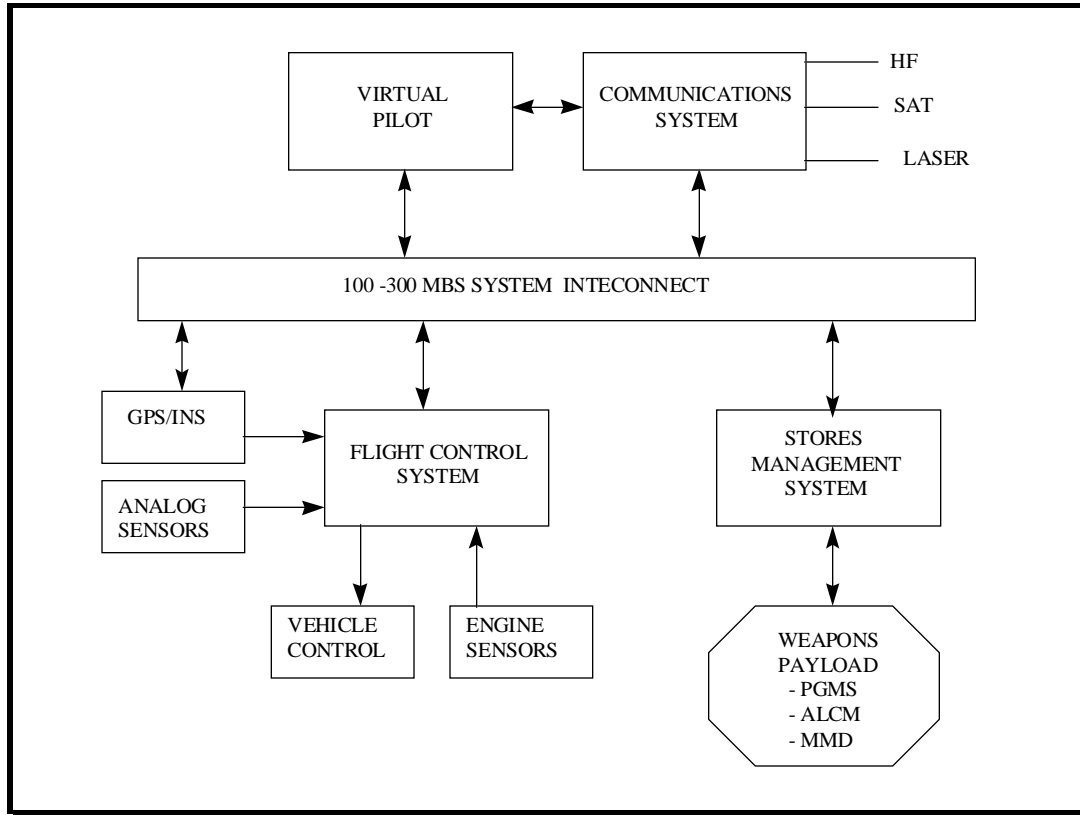 VIRTUAL
PILOT
COMMUNICATIONS
SYSTEM
HF
SAT
LASER
100 -300 MBS SYSTEM INTECONNECT
GPS/INS
ANALOG
SENSORS
FLIGHT CONTROL
SYSTEM
STORES
MANAGEMENT
SYSTEM
VEHICLE
CONTROL
ENGINE
SENSORS
WEAPONS
PAYLOAD
- PGMS
- ALCM
- MMD